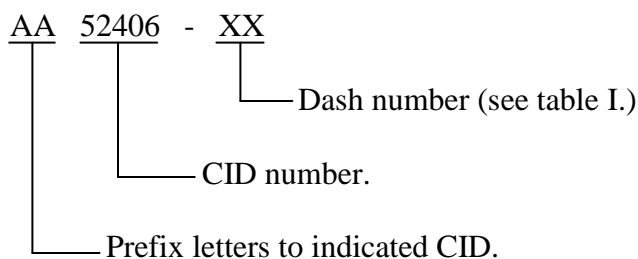 AA 52406 - XX
Dash number (see table I.)
CID number.
Prefix letters to indicated CID.